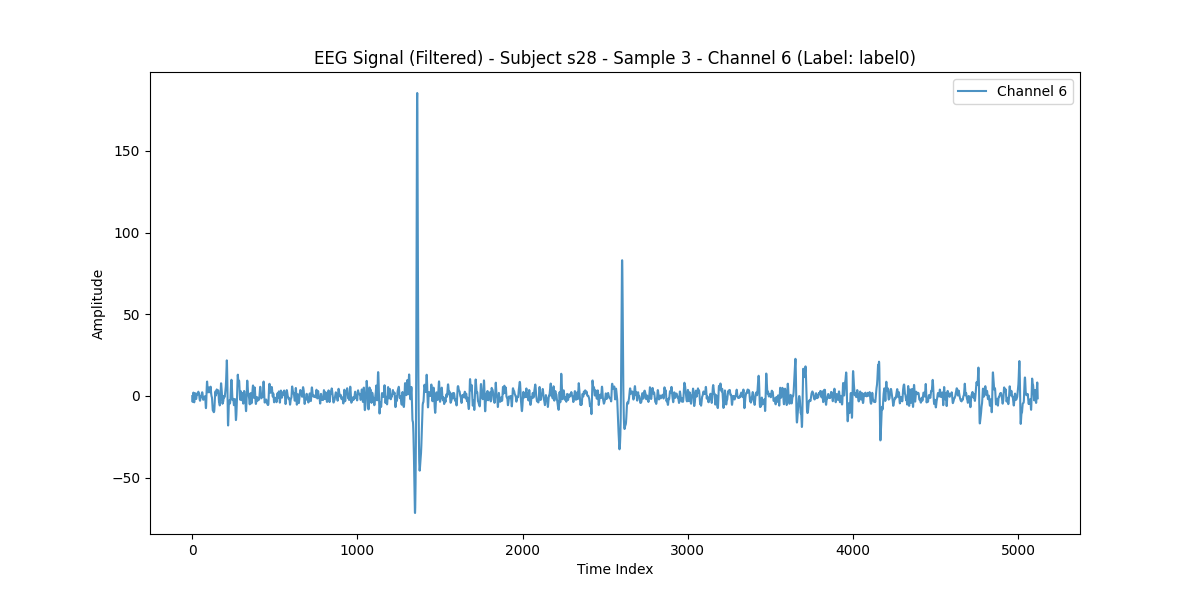 EEG Signal (Filtered) - Subject s28 - Sample 3 - Channel 6 (Label: label0)
Channel 6
150
100
50
0
−50
Amplitude
0 1000 2000 3000 4000 5000
Time Index